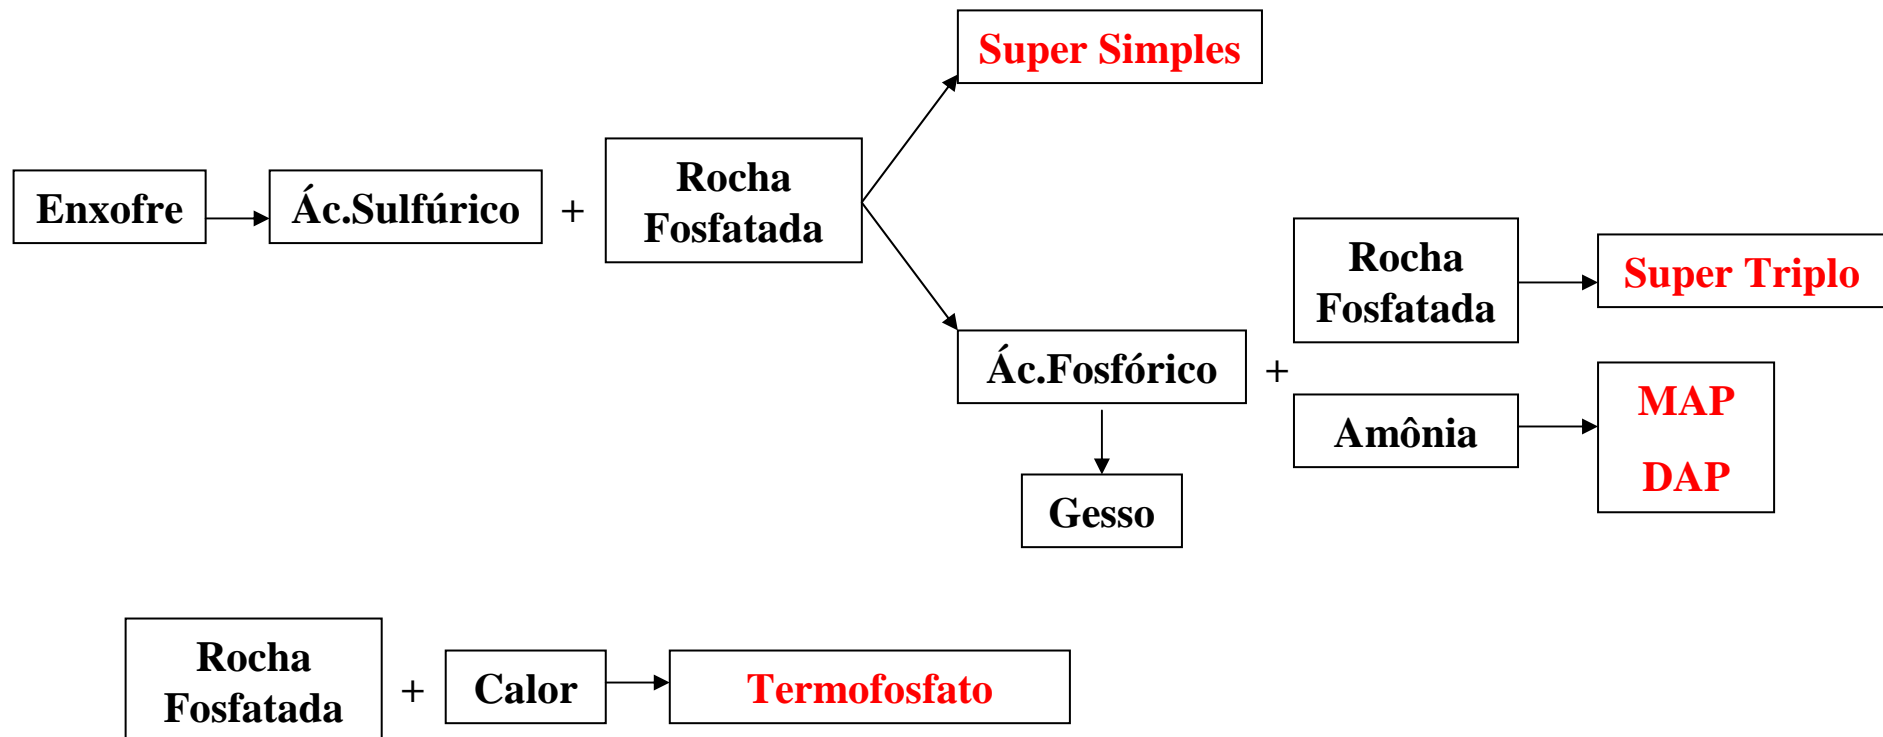 Super Simples
Enxofre
Ác.Sulfúrico
+
Rocha
Fosfatada
Rocha
Fosfatada
Super Triplo
Ác.Fosfórico
+
Amônia
MAP
DAP
Gesso
Rocha
Fosfatada
+
Calor
Termofosfato